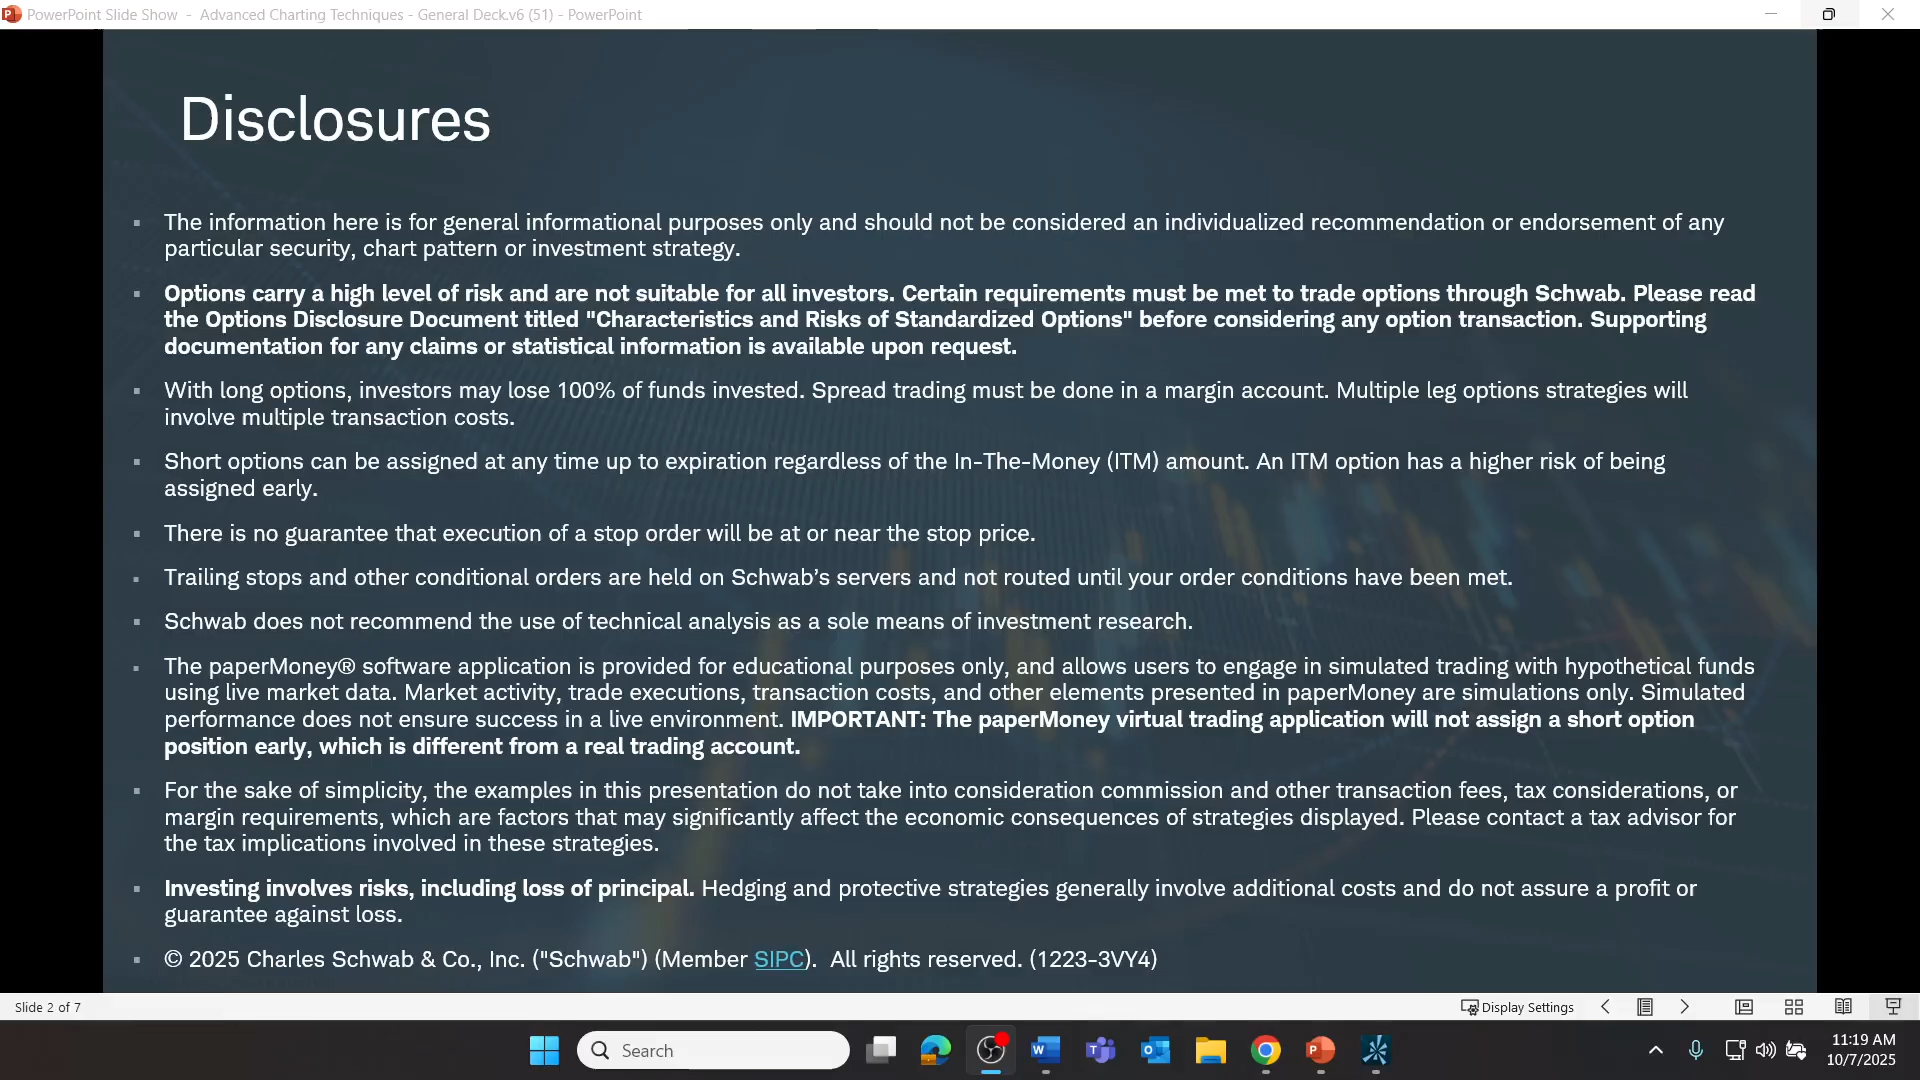 PowerPoint Slide Show - Advanced Charting Techniques - General Deck.v6 (51) - PowerPoint
Disclosures
The information here is for general informational purposes only and should not be considered an individualized recommendation or endorsement of any
particular security, chart pattern or investment strategy.
Options carry a high level of risk and are not suitable for all investors. Certain requirements must be met to trade options through Schwab. Please read
the Options Disclosure Document titled "Characteristics and Risks of Standardized Options" before considering any option transaction. Supporting
documentation for any claims or statistical information is available upon request.
With long options, investors may lose 100% of funds invested. Spread trading must be done in a margin account. Multiple leg options strategies will
involve multiple transaction costs.
Short options can be assigned at any time up to expiration regardless of the In-The-Money (ITM) amount. An ITM option has a higher risk of being
assigned early.
There is no guarantee that execution of a stop order will be at or near the stop price.
Trailing stops and other conditional orders are held on Schwab’s servers and not routed until your order conditions have been met.
Schwab does not recommend the use of technical analysis as a sole means of investment research.
The paperMoney® software application is provided for educational purposes only, and allows users to engage in simulated trading with hypothetical funds
using live market data. Market activity, trade executions, transaction costs, and other elements presented in paperMoney are simulations only. Simulated
performance does not ensure success in a live environment. IMPORTANT: The paperMoney virtual trading application will not assign a short option
position early, which is different from a real trading account.
For the sake of simplicity, the examples in this presentation do not take into consideration commission and other transaction fees, tax considerations, or
margin requirements, which are factors that may significantly affect the economic consequences of strategies displayed. Please contact a tax advisor for
the tax implications involved in these strategies.
Investing involves risks, including loss of principal. Hedging and protective strategies generally involve additional costs and do not assure a profit or
guarantee against loss.
© 2025 Charles Schwab & Co., Inc. ("Schwab") (Member SIPC). All rights reserved. (1223-3VY4)
Slide 2 of 7
Display Settings
Search
11:19 AM
10/7/2025